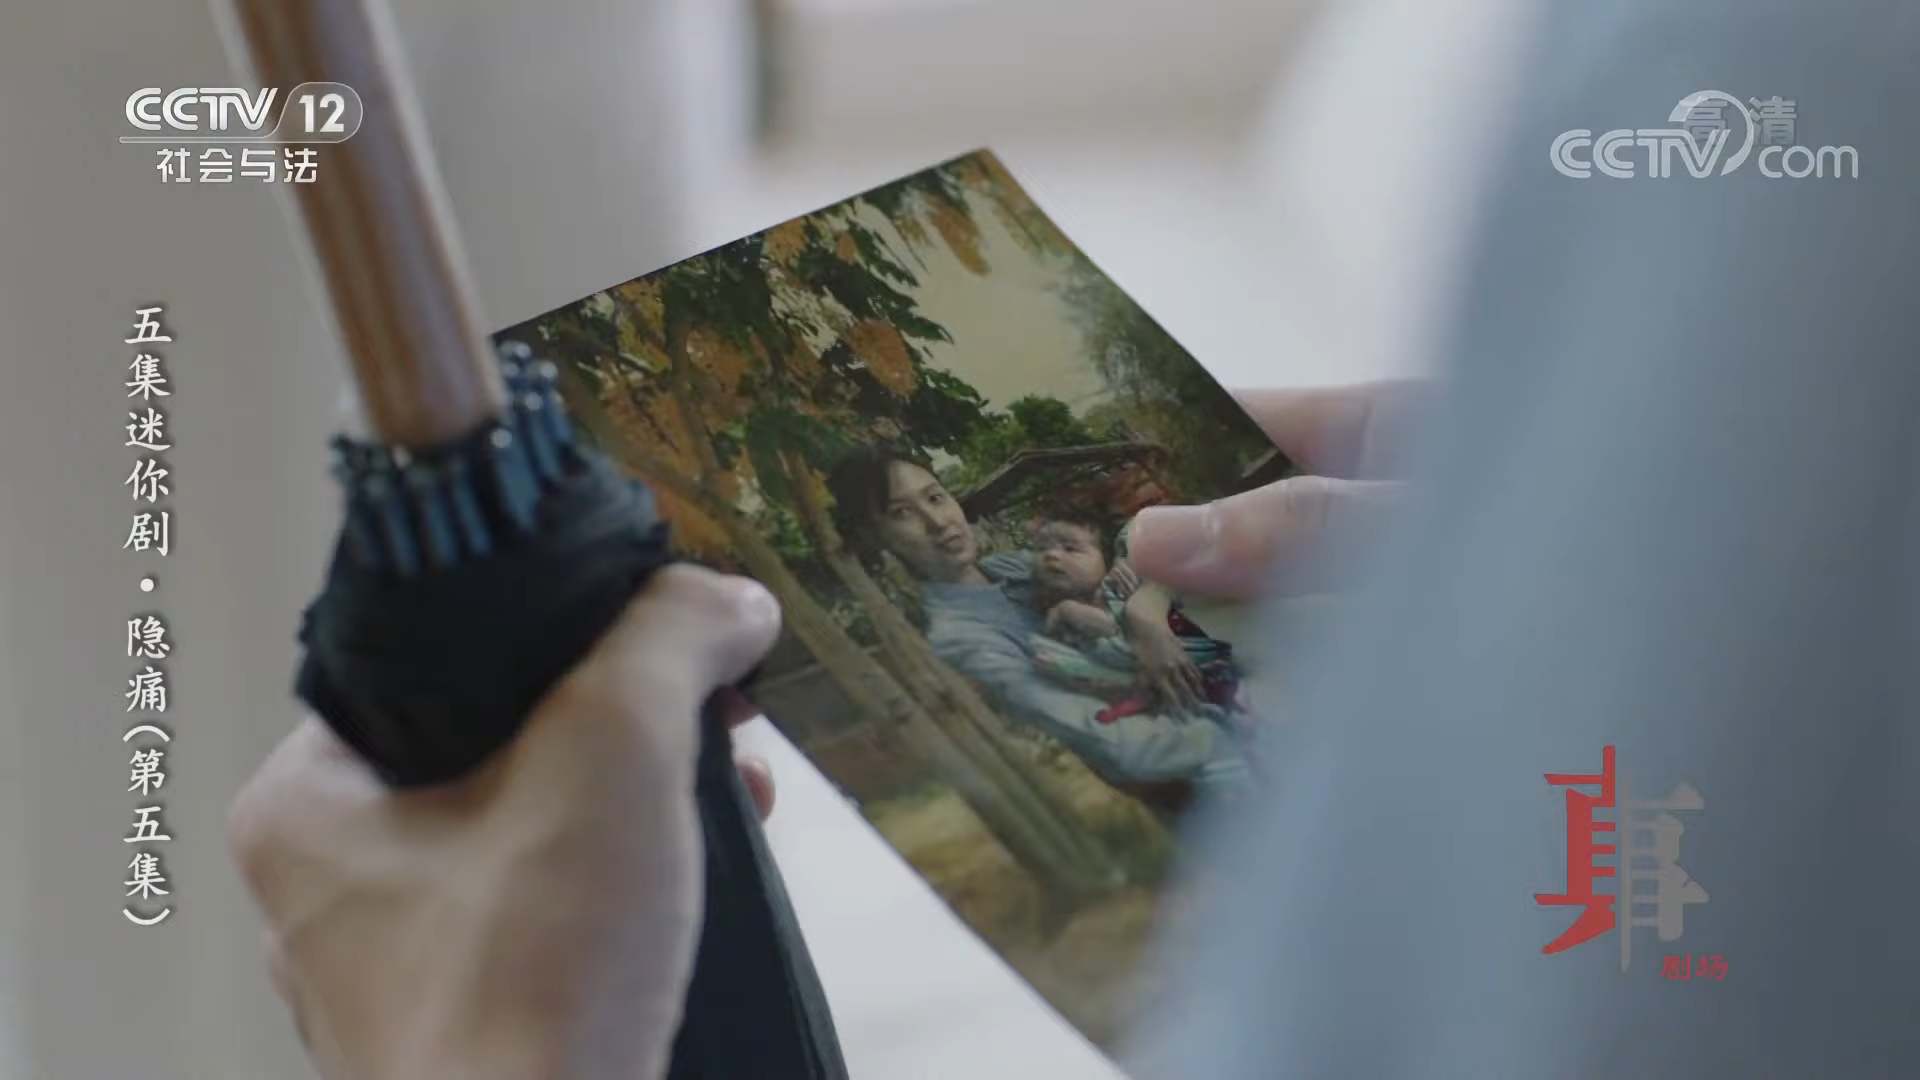 CCTV 12
社会与法
高清
CCTV com
五集迷你剧·隐痛(第五集)
剧场